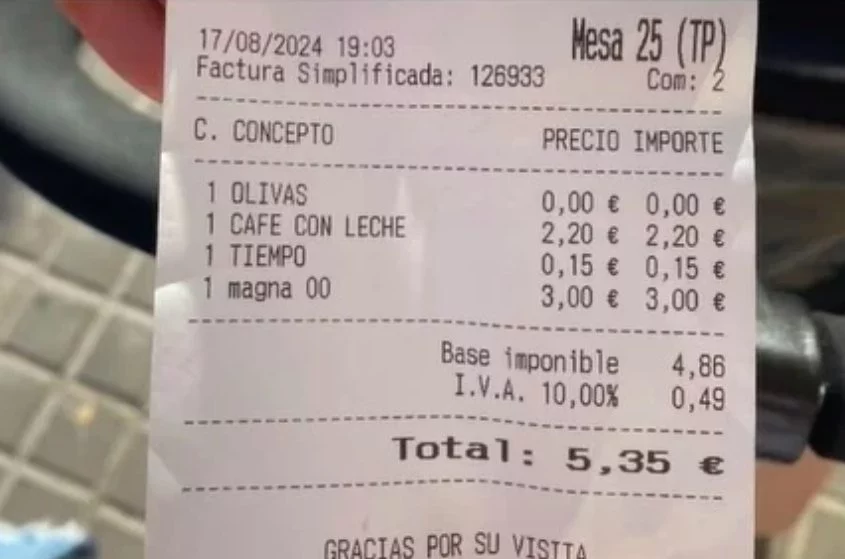 17/08/2024 19:03 Mesa 25 (TP)
Factura Simplificada: 126933 Com: 2
C. CONCEPTO PRECIO IMPORTE
1 OLIVAS 0,00 € 0,00 €
1 CAFE CON LECHE 2,20 € 2,20 €
1 TIEMPO 0,15 € 0,15 €
1 magna 00 3,00 € 3,00 €
Base imponible 4,86
I.V.A. 10,00% 0,49
Total: 5,35 €
GRACIAS POR SU VISITA